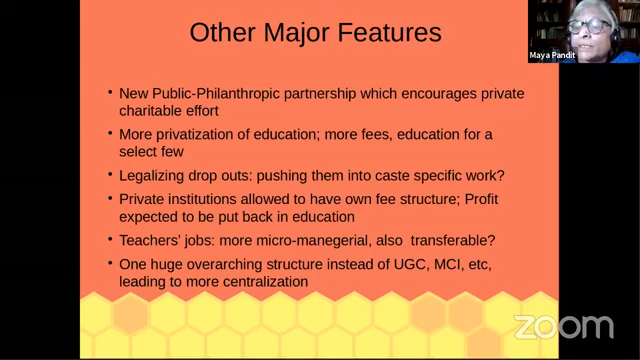 Other Major Features
Maya Pandit
• New Public-Philanthropic partnership which encourages private
charitable effort
• More privatization of education; more fees, education for a
select few
• Legalizing drop outs: pushing them into caste specific work?
• Private institutions allowed to have own fee structure; Profit
expected to be put back in education
• Teachers' jobs: more micro-manegerial, also  transferable?
• One huge overarching structure instead of UGC, MCI, etc,
leading to more centralization
zoom